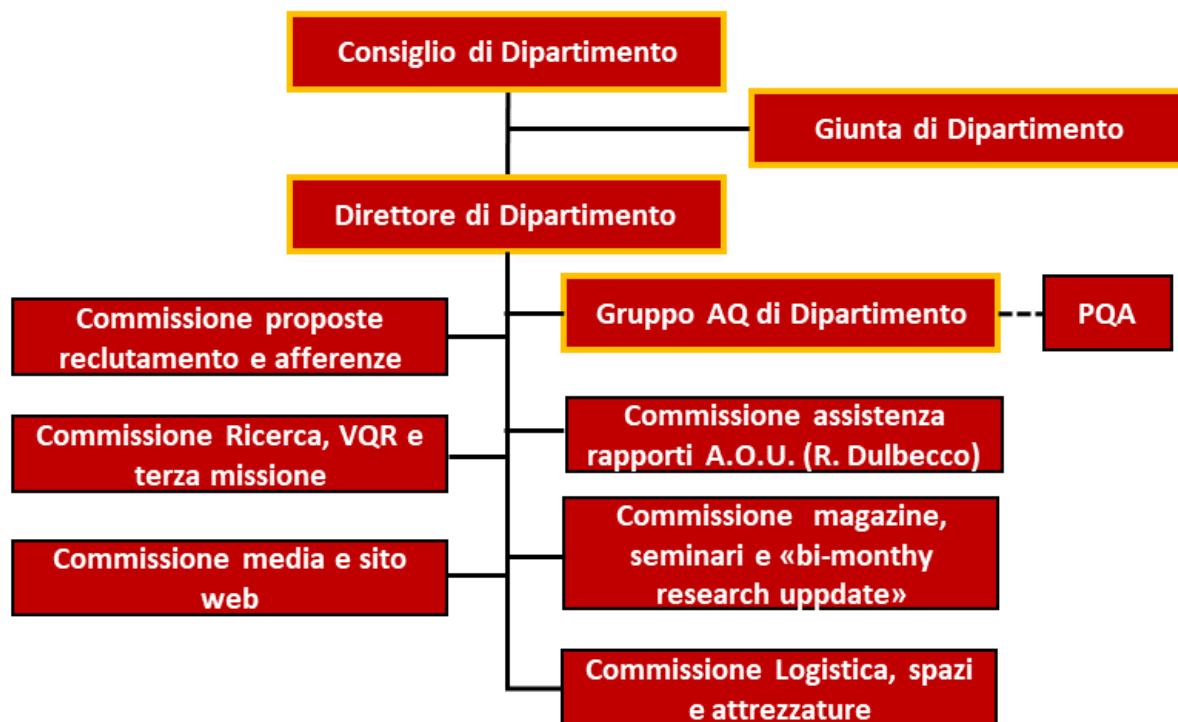 Consiglio di Dipartimento
Giunta di Dipartimento
Direttore di Dipartimento
Gruppo AQ di Dipartimento
PQA
Commissione proposte
reclutamento e afferenze
Commissione assistenza
rapporti A.O.U. (R. Dulbecco)
Commissione Ricerca, VQR e
terza missione
Commissione magazine,
seminari e «bi-monthy
research uppdate»
Commissione media e sito
web
Commissione Logistica, spazi
e attrezzature